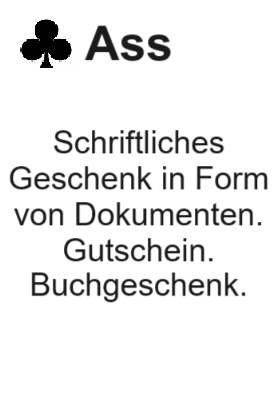 ♣ Ass
Schriftliches
Geschenk in Form
von Dokumenten.
Gutschein.
Buchgeschenk.